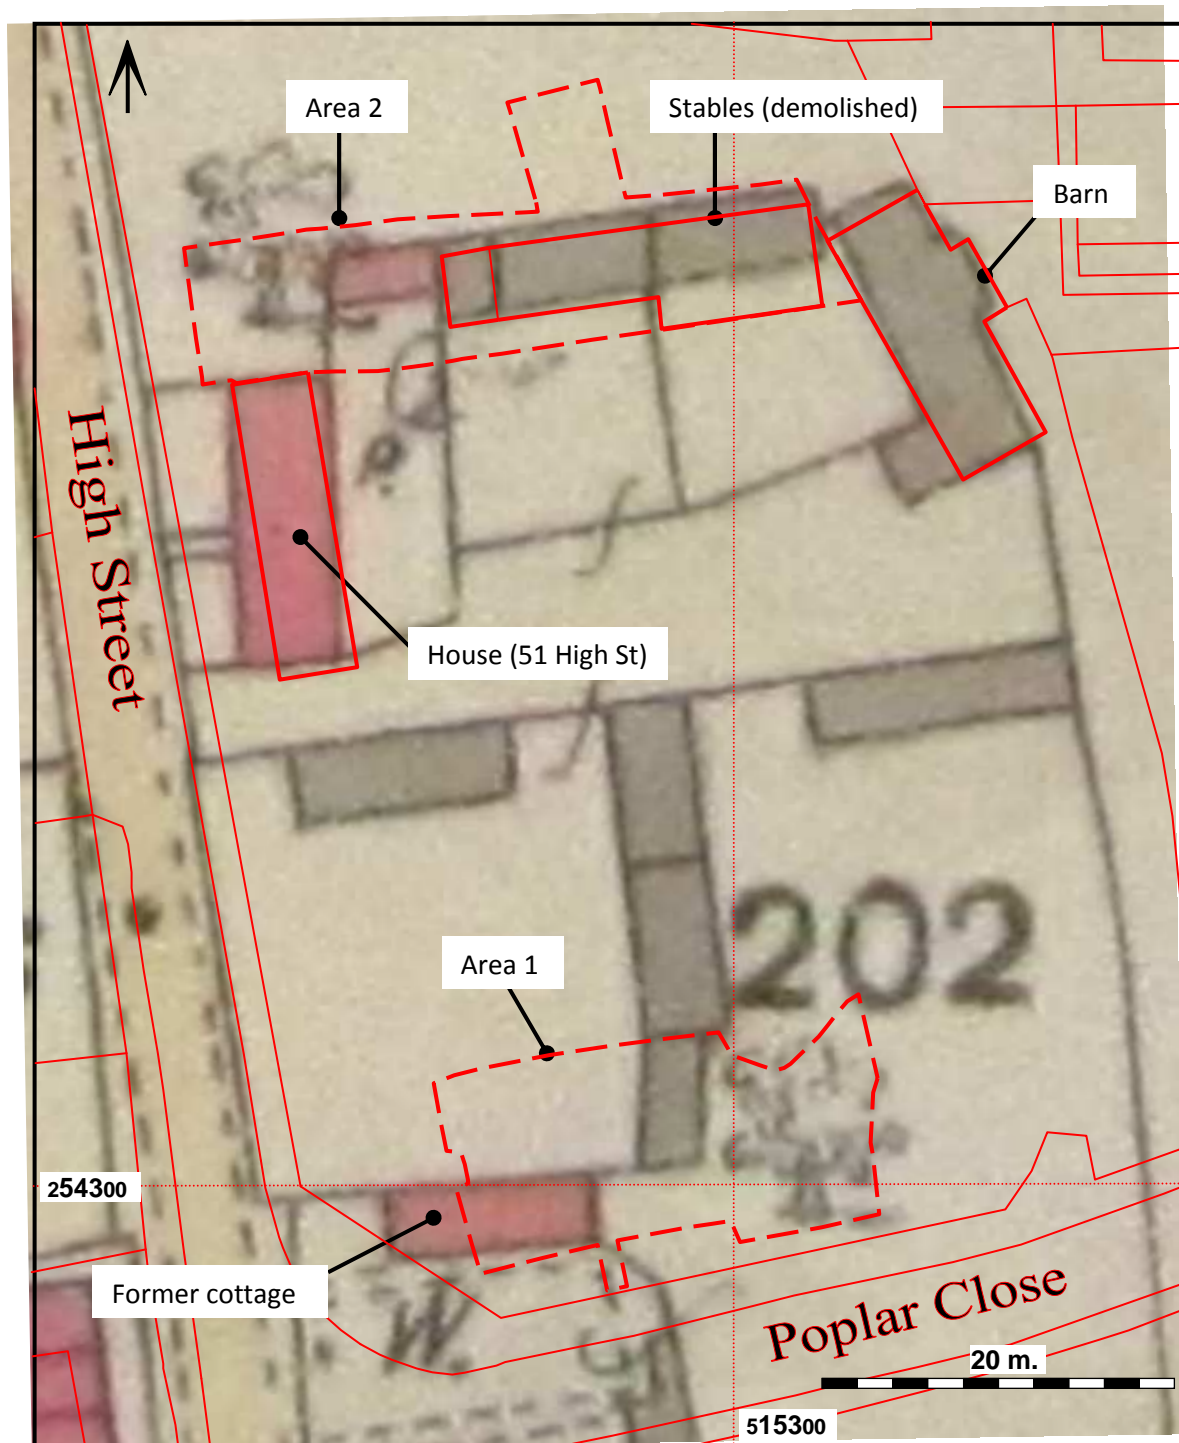 Area 2
Stables (demolished)
Barn
High Street
House (51 High St)
202
Area 1
254300
Former cottage
W.
Poplar Close
20 m.
515300